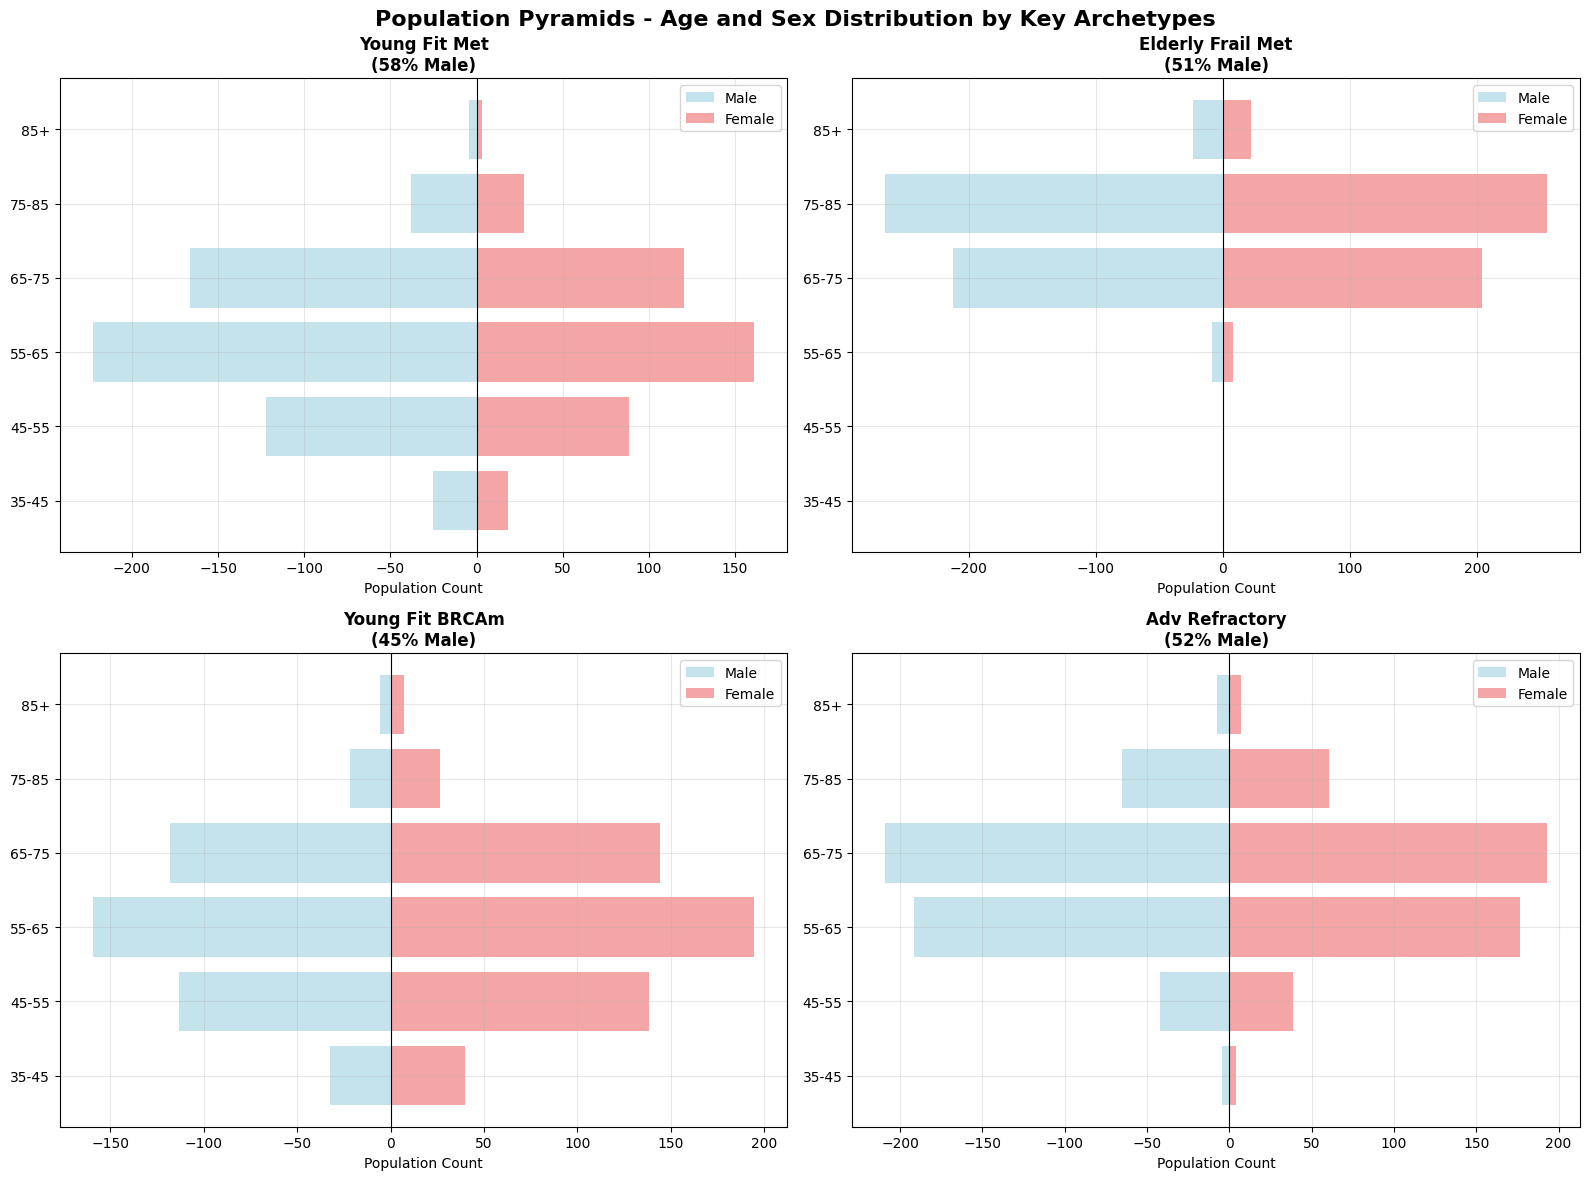 Population Pyramids - Age and Sex Distribution by Key Archetypes
Young Fit Met
(58% Male)
Male
Female
85+
75-85
65-75
55-65
45-55
35-45
−200 −150 −100 −50 0 50 100 150
Population Count
Elderly Frail Met
(51% Male)
Male
Female
85+
75-85
65-75
55-65
45-55
35-45
−200 −100 0 100 200
Population Count
Young Fit BRCAm
(45% Male)
Male
Female
85+
75-85
65-75
55-65
45-55
35-45
−150 −100 −50 0 50 100 150 200
Population Count
Adv Refractory
(52% Male)
Male
Female
85+
75-85
65-75
55-65
45-55
35-45
−200 −150 −100 −50 0 50 100 150 200
Population Count